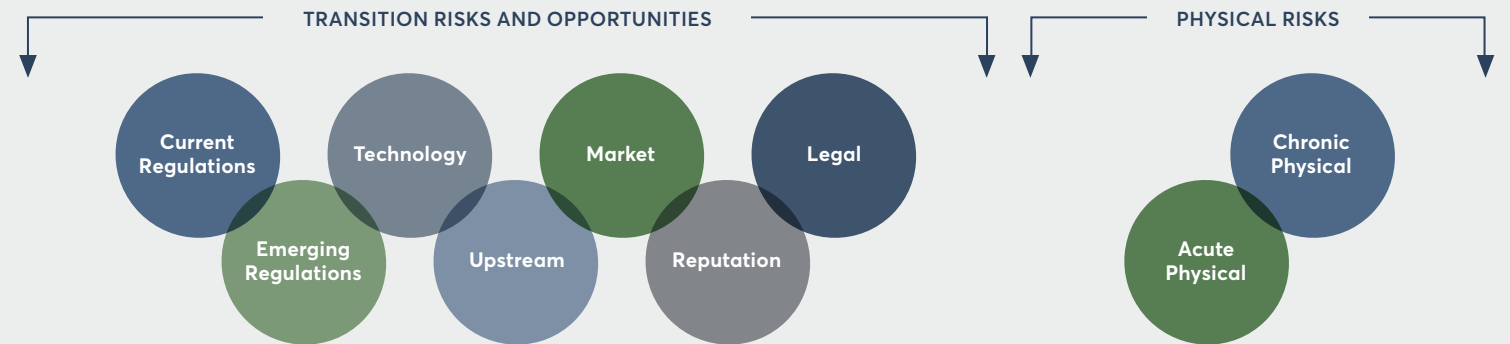 TRANSITION RISKS AND OPPORTUNITIES
Current
Regulations
Emerging
Regulations
Technology
Upstream
Market
Reputation
Legal
PHYSICAL RISKS
Acute
Physical
Chronic
Physical